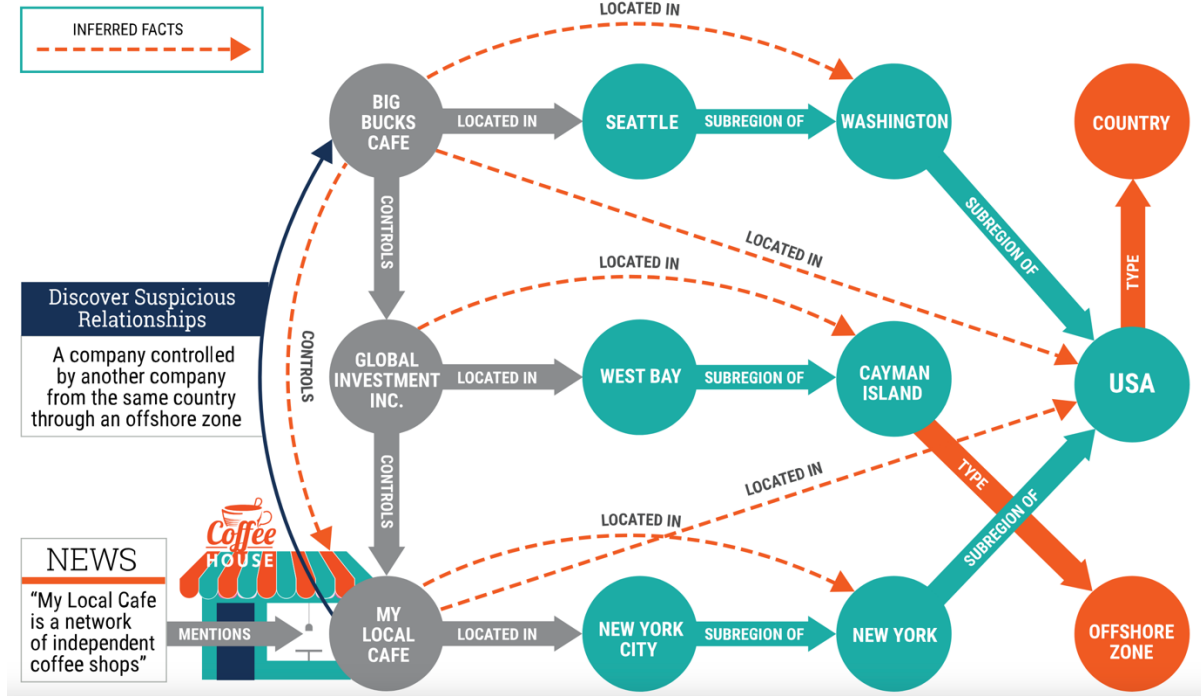 INFERRED FACTS
LOCATED IN
BIG
BUCKS
CAFE
LOCATED IN
SEATTLE
SUBREGION OF
WASHINGTON
COUNTRY
CONTROLS
SUBREGION OF
TYPE
LOCATED IN
LOCATED IN
Discover Suspicious
Relationships
A company controlled
by another company
from the same country
through an offshore zone
CONTROLS
GLOBAL
INVESTMENT
INC.
LOCATED IN
WEST BAY
SUBREGION OF
CAYMAN
ISLAND
USA
CONTROLS
TYPE
LOCATED IN
LOCATED IN
SUBREGION OF
Coffee
HOUSE
NEWS
"My Local Cafe
is a network
of independent
coffee shops"
MENTIONS
MY
LOCAL
CAFE
LOCATED IN
NEW YORK
CITY
SUBREGION OF
NEW YORK
OFFSHORE
ZONE